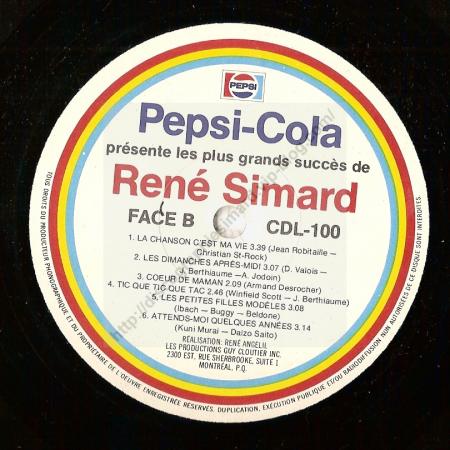 PEPSI
Pepsi-Cola
présente les plus grands succès de
René Simard
FACE B
CDL-100
1. LA CHANSON C'EST MA VIE 3.39 (Jean Robitaille –
Christian St-Rock)
2. LES DIMANCHES APRÈS-MIDI 3.07 (D. Valois –
J. Berthiaume – A. Jodoin)
3. COEUR DE MAMAN 2.09 (Armand Desrocher)
4. TIC QUE TIC QUE TAC 2.46 (Winfield Scott – J. Berthiaume)
5. LES PETITES FILLES MODÈLES 3.08
(Ibach – Buggy – Beldone)
6. ATTENDS-MOI QUELQUES ANNÉES 3.14
(Kuni Murai – Daizo Saito)
RÉALISATION: RENÉ ANGÉLIL
LES PRODUCTIONS GUY CLOUTIER INC.
2300 EST, RUE SHERBROOKE, SUITE 1
MONTRÉAL, P.Q.
TOUS DROITS DU PRODUCTEUR PHONOGRAPHIQUE ET DU PROPRIÉTAIRE DE L'OEUVRE ENREGISTRÉE RÉSERVÉS. DUPLICATION, EXÉCUTION PUBLIQUE ET/OU RADIODIFFUSION NON AUTORISÉES DE CE DISQUE SONT INTERDITES